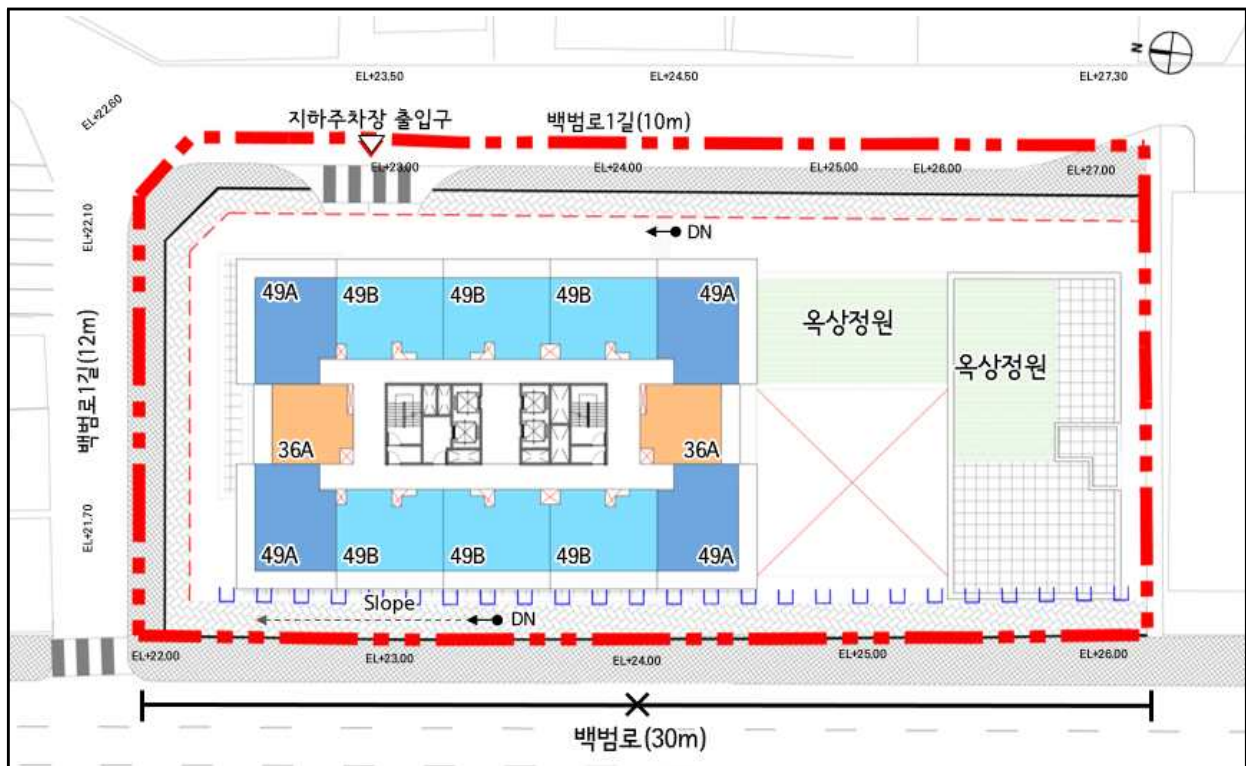 EL+23.50
EL+24.50
EL+27.30
N
EL+22.60
지하주차장 출입구
백범로1길(10m)
EL+23.00
EL+24.00
EL+25.00
EL+26.00
EL+27.00
EL+22.10
DN
49A
49B
49B
49B
49A
옥상정원
옥상정원
백범로1길(12m)
36A
36A
EL+21.70
49A
49B
49B
49B
49A
Slope
DN
EL+22.00
EL+23.00
EL+24.00
EL+25.00
EL+26.00
백범로(30m)